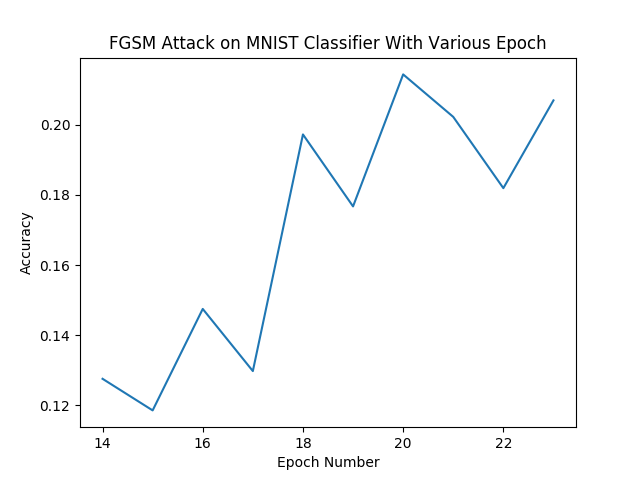 FGSM Attack on MNIST Classifier With Various Epoch
0.20
0.18
0.16
0.14
0.12
Accuracy
14 16 18 20 22
Epoch Number